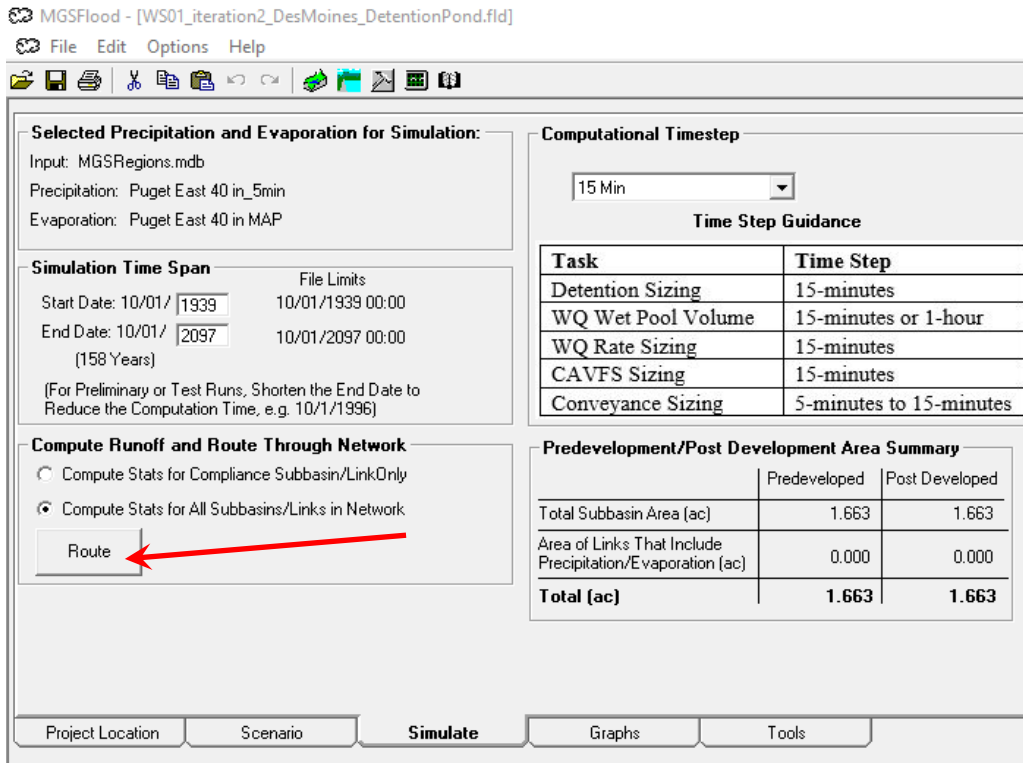 MGSFlood - [WS01_iteration2_DesMoines_DetentionPond.fld]
File Edit Options Help
Selected Precipitation and Evaporation for Simulation:
Input: MGSRegions.mdb
Precipitation: Puget East 40 in_5min
Evaporation: Puget East 40 in MAP
Simulation Time Span
File Limits
Start Date: 10/01/ 1939 10/01/1939 00:00
End Date: 10/01/ 2097 10/01/2097 00:00
(158 Years)
(For Preliminary or Test Runs, Shorten the End Date to
Reduce the Computation Time, e.g. 10/1/1996)
Compute Runoff and Route Through Network
Compute Stats for Compliance Subbasin/LinkOnly
Compute Stats for All Subbasins/Links in Network
Route
Computational Timestep
15 Min
Time Step Guidance
Task Time Step
Detention Sizing 15-minutes
WQ Wet Pool Volume 15-minutes or 1-hour
WQ Rate Sizing 15-minutes
CAVFS Sizing 15-minutes
Conveyance Sizing 5-minutes to 15-minutes
Predevelopment/Post Development Area Summary
Predeveloped Post Developed
Total Subbasin Area (ac) 1.663 1.663
Area of Links That Include
Precipitation/Evaporation (ac) 0.000 0.000
Total (ac) 1.663 1.663
Project Location Scenario Simulate Graphs Tools